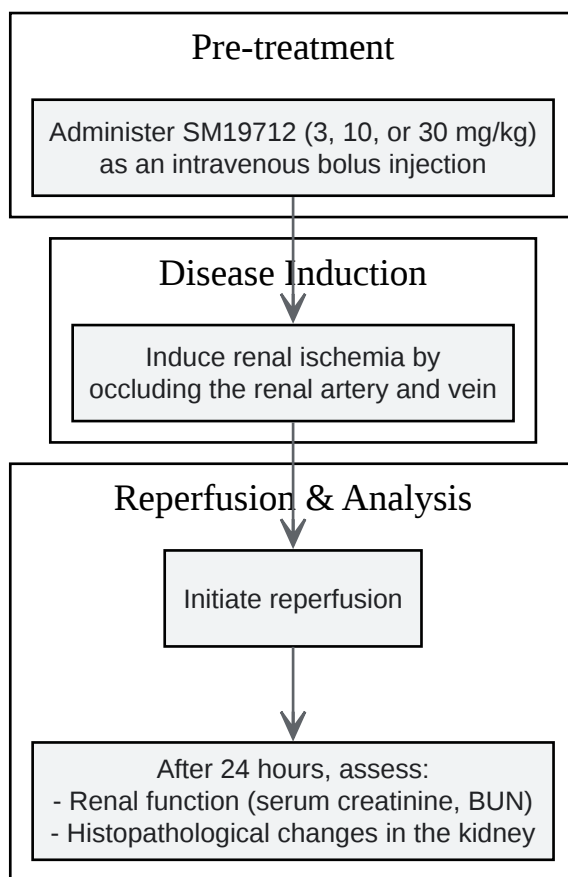 Pre-treatment
Administer SM19712 (3, 10, or 30 mg/kg)
as an intravenous bolus injection
Disease Induction
Induce renal ischemia by
occluding the renal artery and vein
Reperfusion & Analysis
Initiate reperfusion
After 24 hours, assess:
- Renal function (serum creatinine, BUN)
- Histopathological changes in the kidney